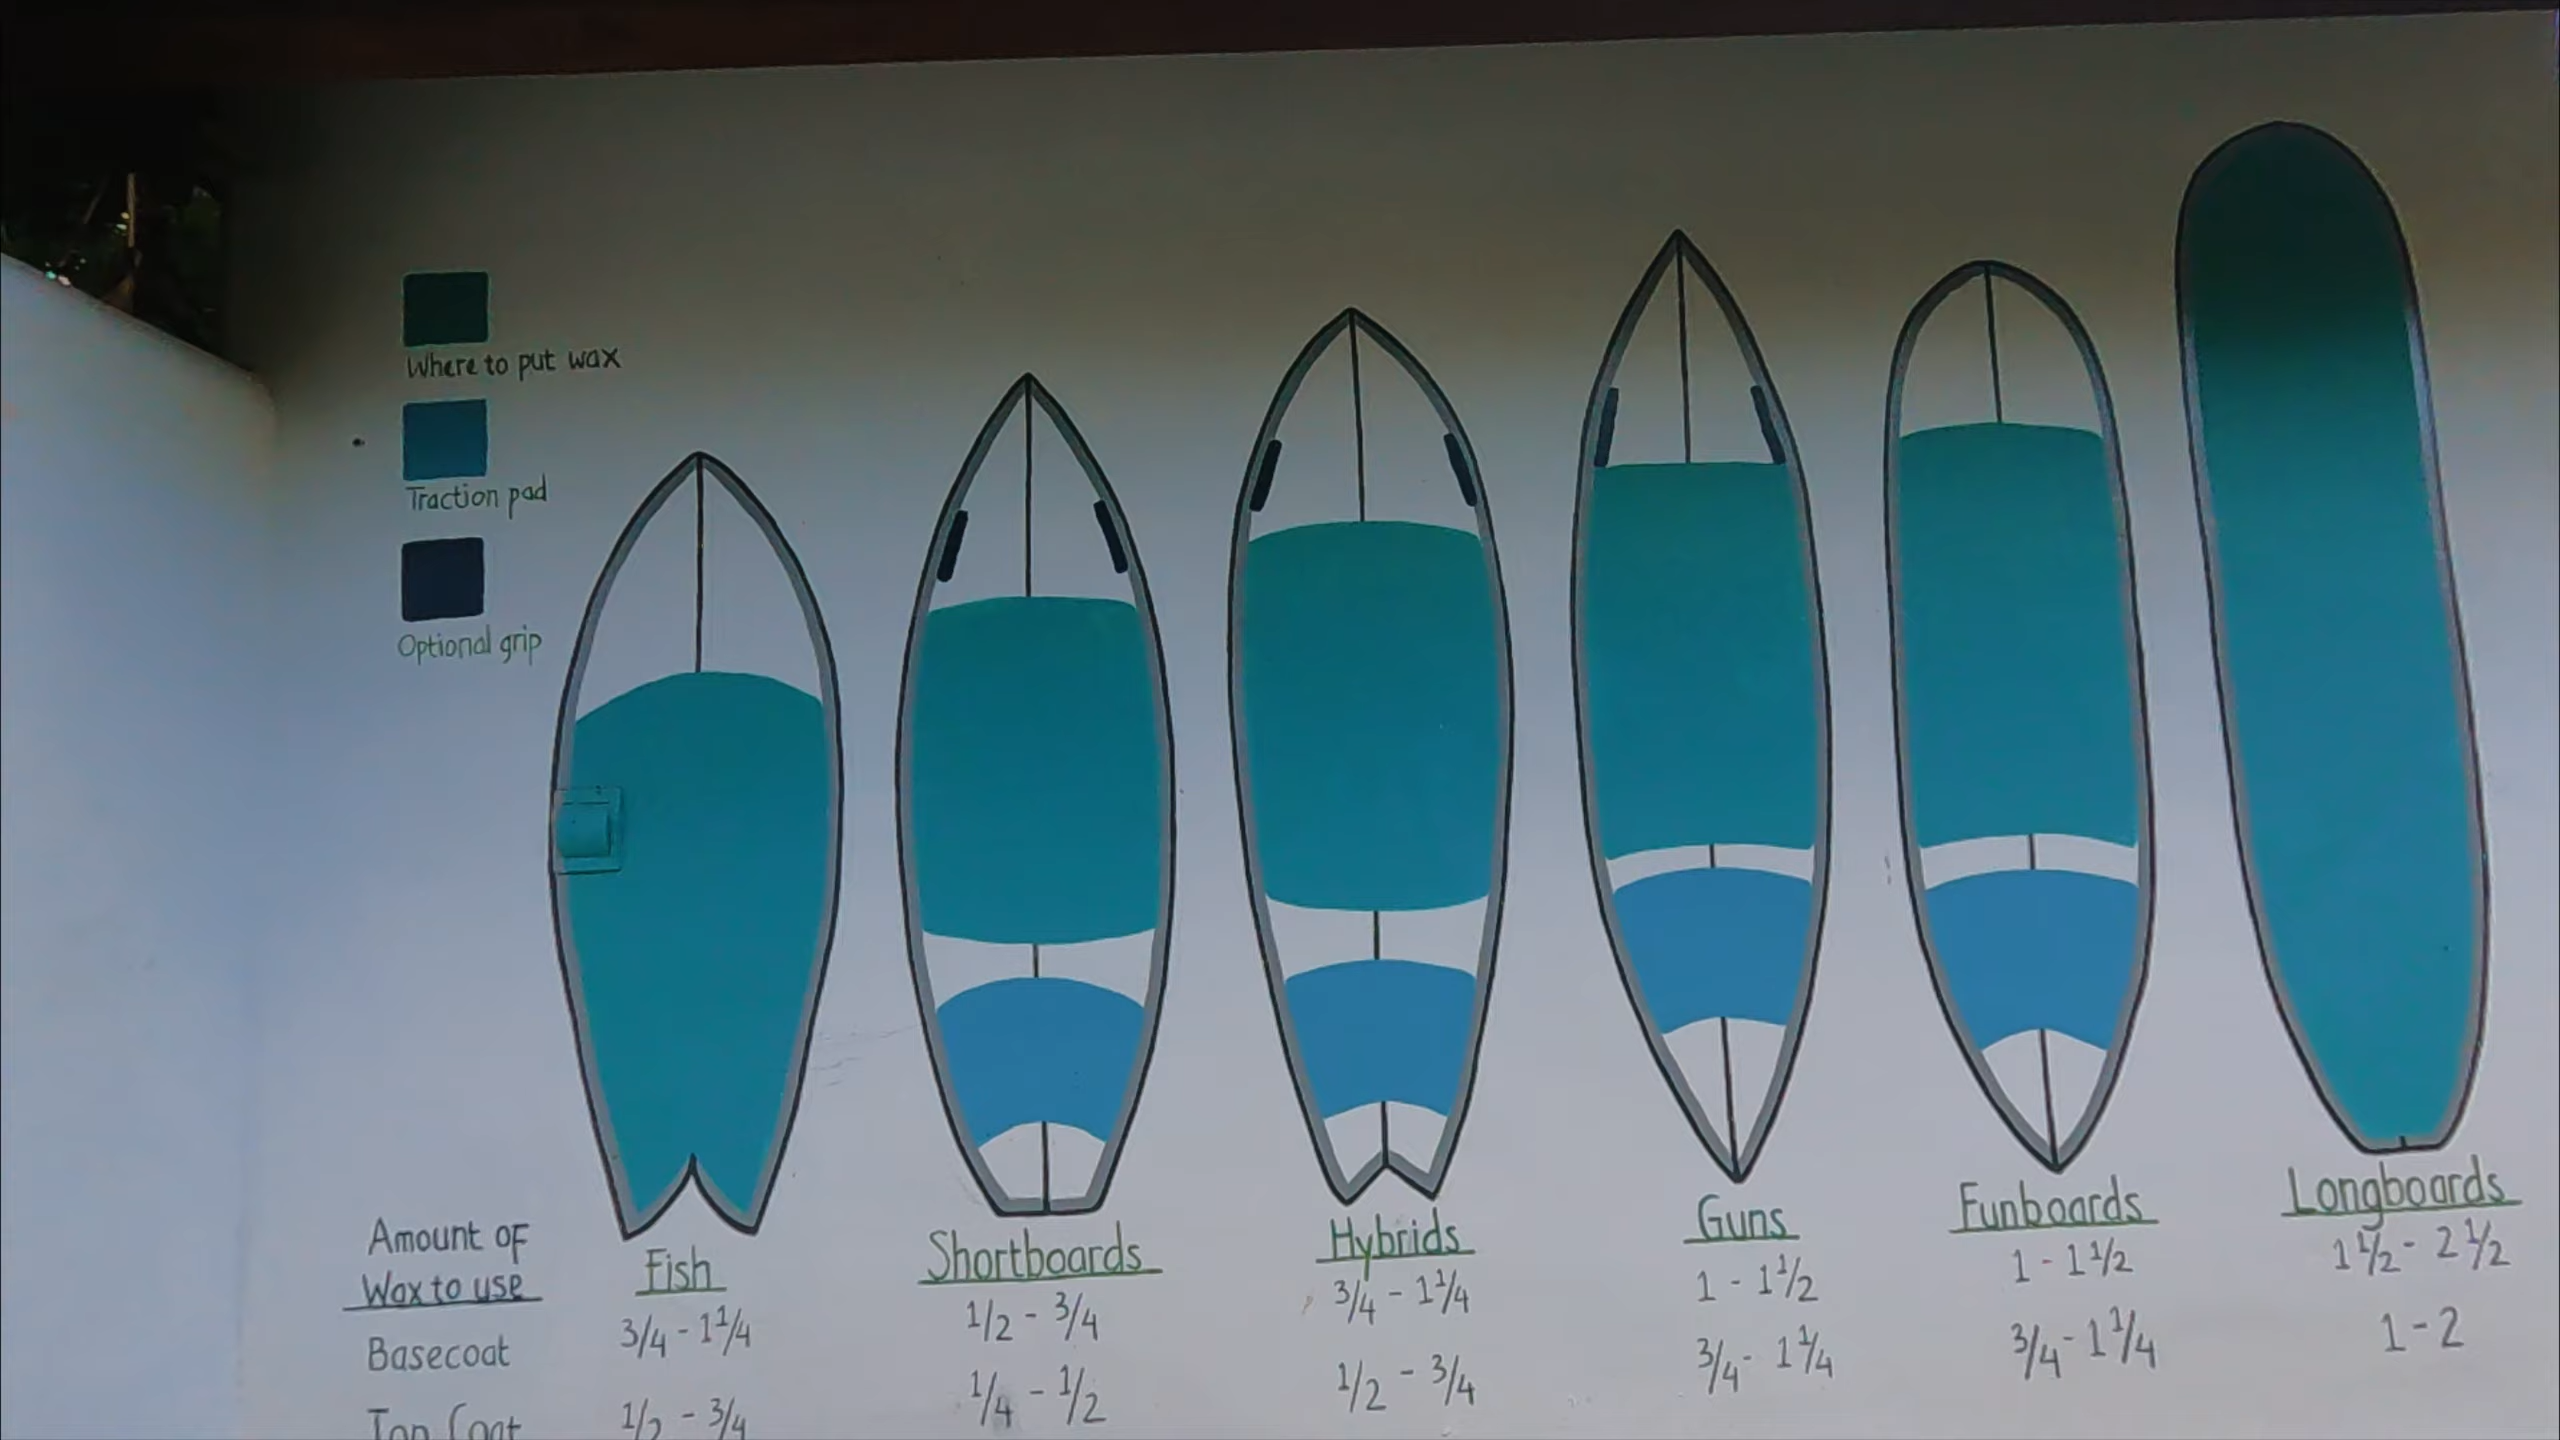 Where to put wax
Traction pad
Optional grip
Amount of
Wax to use
Basecoat
Top Coat
Fish
3/4 - 1 1/4
1/2 - 3/4
Shortboards
1/2 - 3/4
1/4 - 1/2
Hybrids
3/4 - 1 1/4
1/2 - 3/4
Guns
1 - 1 1/2
3/4 - 1 1/4
Funboards
1 - 1 1/2
3/4 - 1 1/4
Longboards
1 1/2 - 2 1/2
1 - 2